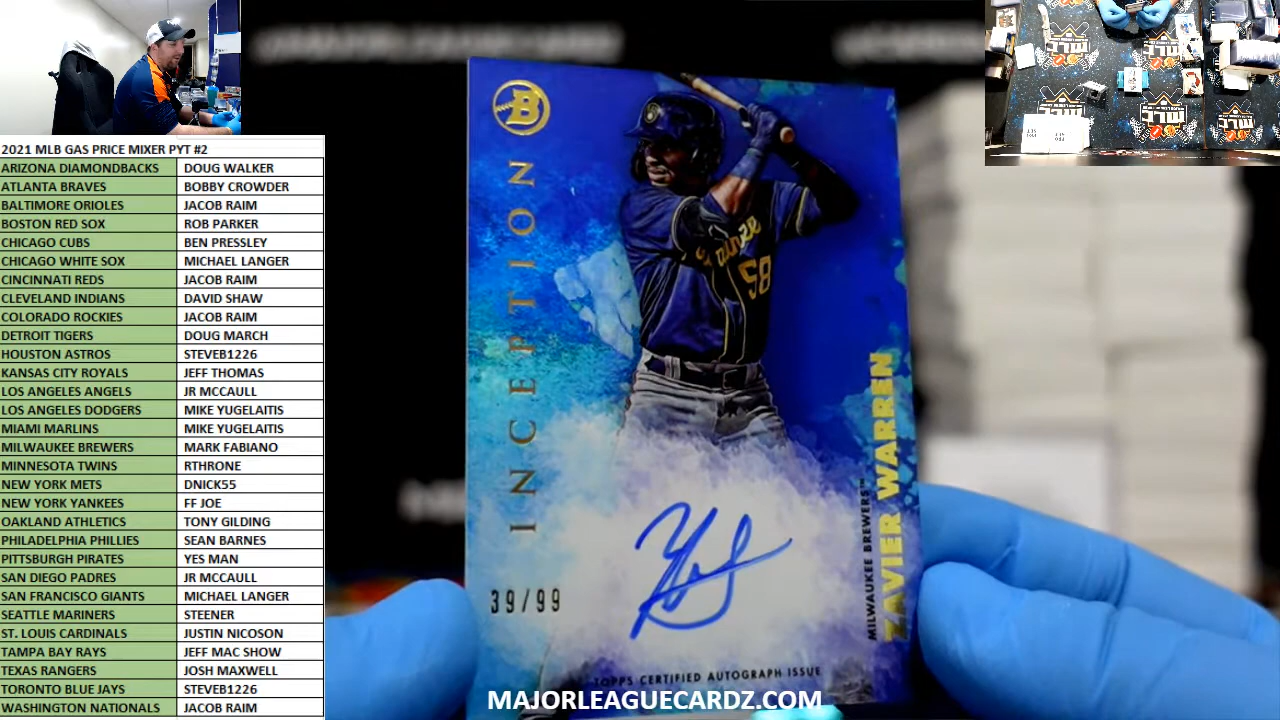 2021 MLB GAS PRICE MIXER PYT #2
ARIZONA DIAMONDBACKS DOUG WALKER
ATLANTA BRAVES BOBBY CROWDER
BALTIMORE ORIOLES JACOB RAIM
BOSTON RED SOX ROB PARKER
CHICAGO CUBS BEN PRESSLEY
CHICAGO WHITE SOX MICHAEL LANGER
CINCINNATI REDS JACOB RAIM
CLEVELAND INDIANS DAVID SHAW
COLORADO ROCKIES JACOB RAIM
DETROIT TIGERS DOUG MARCH
HOUSTON ASTROS STEVEB1226
KANSAS CITY ROYALS JEFF THOMAS
LOS ANGELES ANGELS JR MCCAULL
LOS ANGELES DODGERS MIKE YUGELAITIS
MIAMI MARLINS MIKE YUGELAITIS
MILWAUKEE BREWERS MARK FABIANO
MINNESOTA TWINS RTHRONE
NEW YORK METS DNICK55
NEW YORK YANKEES FF JOE
OAKLAND ATHLETICS TONY GILDING
PHILADELPHIA PHILLIES SEAN BARNES
PITTSBURGH PIRATES YES MAN
SAN DIEGO PADRES JR MCCAULL
SAN FRANCISCO GIANTS MICHAEL LANGER
SEATTLE MARINERS STEENER
ST. LOUIS CARDINALS JUSTIN NICOSON
TAMPA BAY RAYS JEFF MAC SHOW
TEXAS RANGERS JOSH MAXWELL
TORONTO BLUE JAYS STEVEB1226
WASHINGTON NATIONALS JACOB RAIM
B
INCEPTION
58
39/99
MILWAUKEE BREWERS™
ZAVIER WARREN
TOPPS CERTIFIED AUTOGRAPH ISSUE
MAJORLEAGUECARDZ.COM